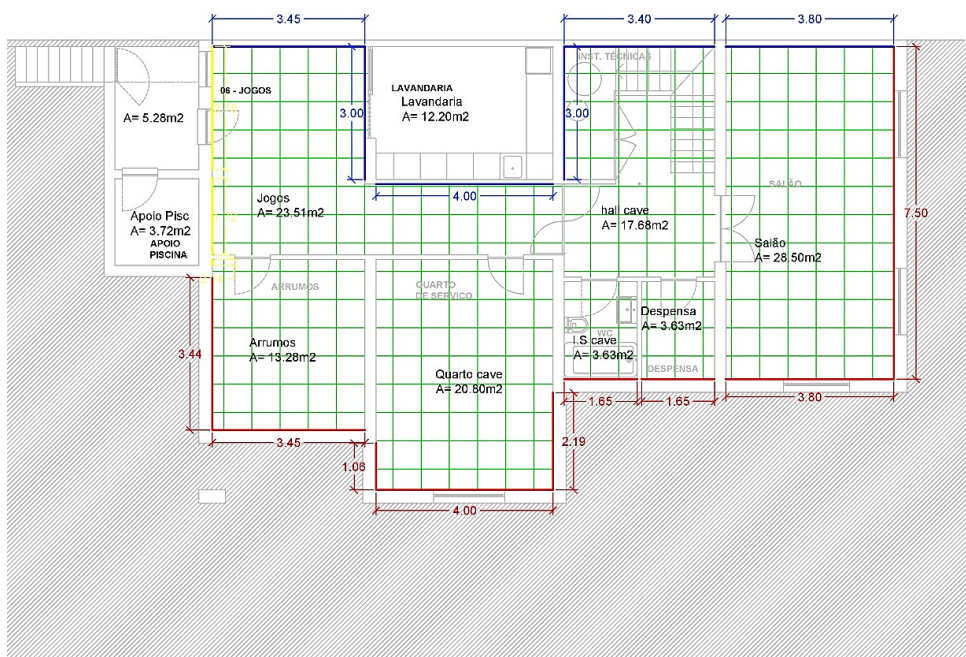 3.45
3.40
3.80
INST. TÉCNICAS
06 - JOGOS
LAVANDARIA
Lavandaria
A= 12.20m2
A= 5.28m2
3.00
3.00
SALÃO
4.00
Jogos
A= 23.51m2
hall cave
A= 17.68m2
7.50
Apoio Pisc
A= 3.72m2
APOIO
PISCINA
Salão
A= 28.50m2
ARRUMOS
QUARTO
DE SERVIÇO
Despensa
A= 3.63m2
WC
I.S cave
A= 3.63m2
3.44
Arrumos
A= 13.28m2
DESPENSA
Quarto cave
A= 20.80m2
1.65
1.65
3.80
3.45
2.19
1.06
4.00